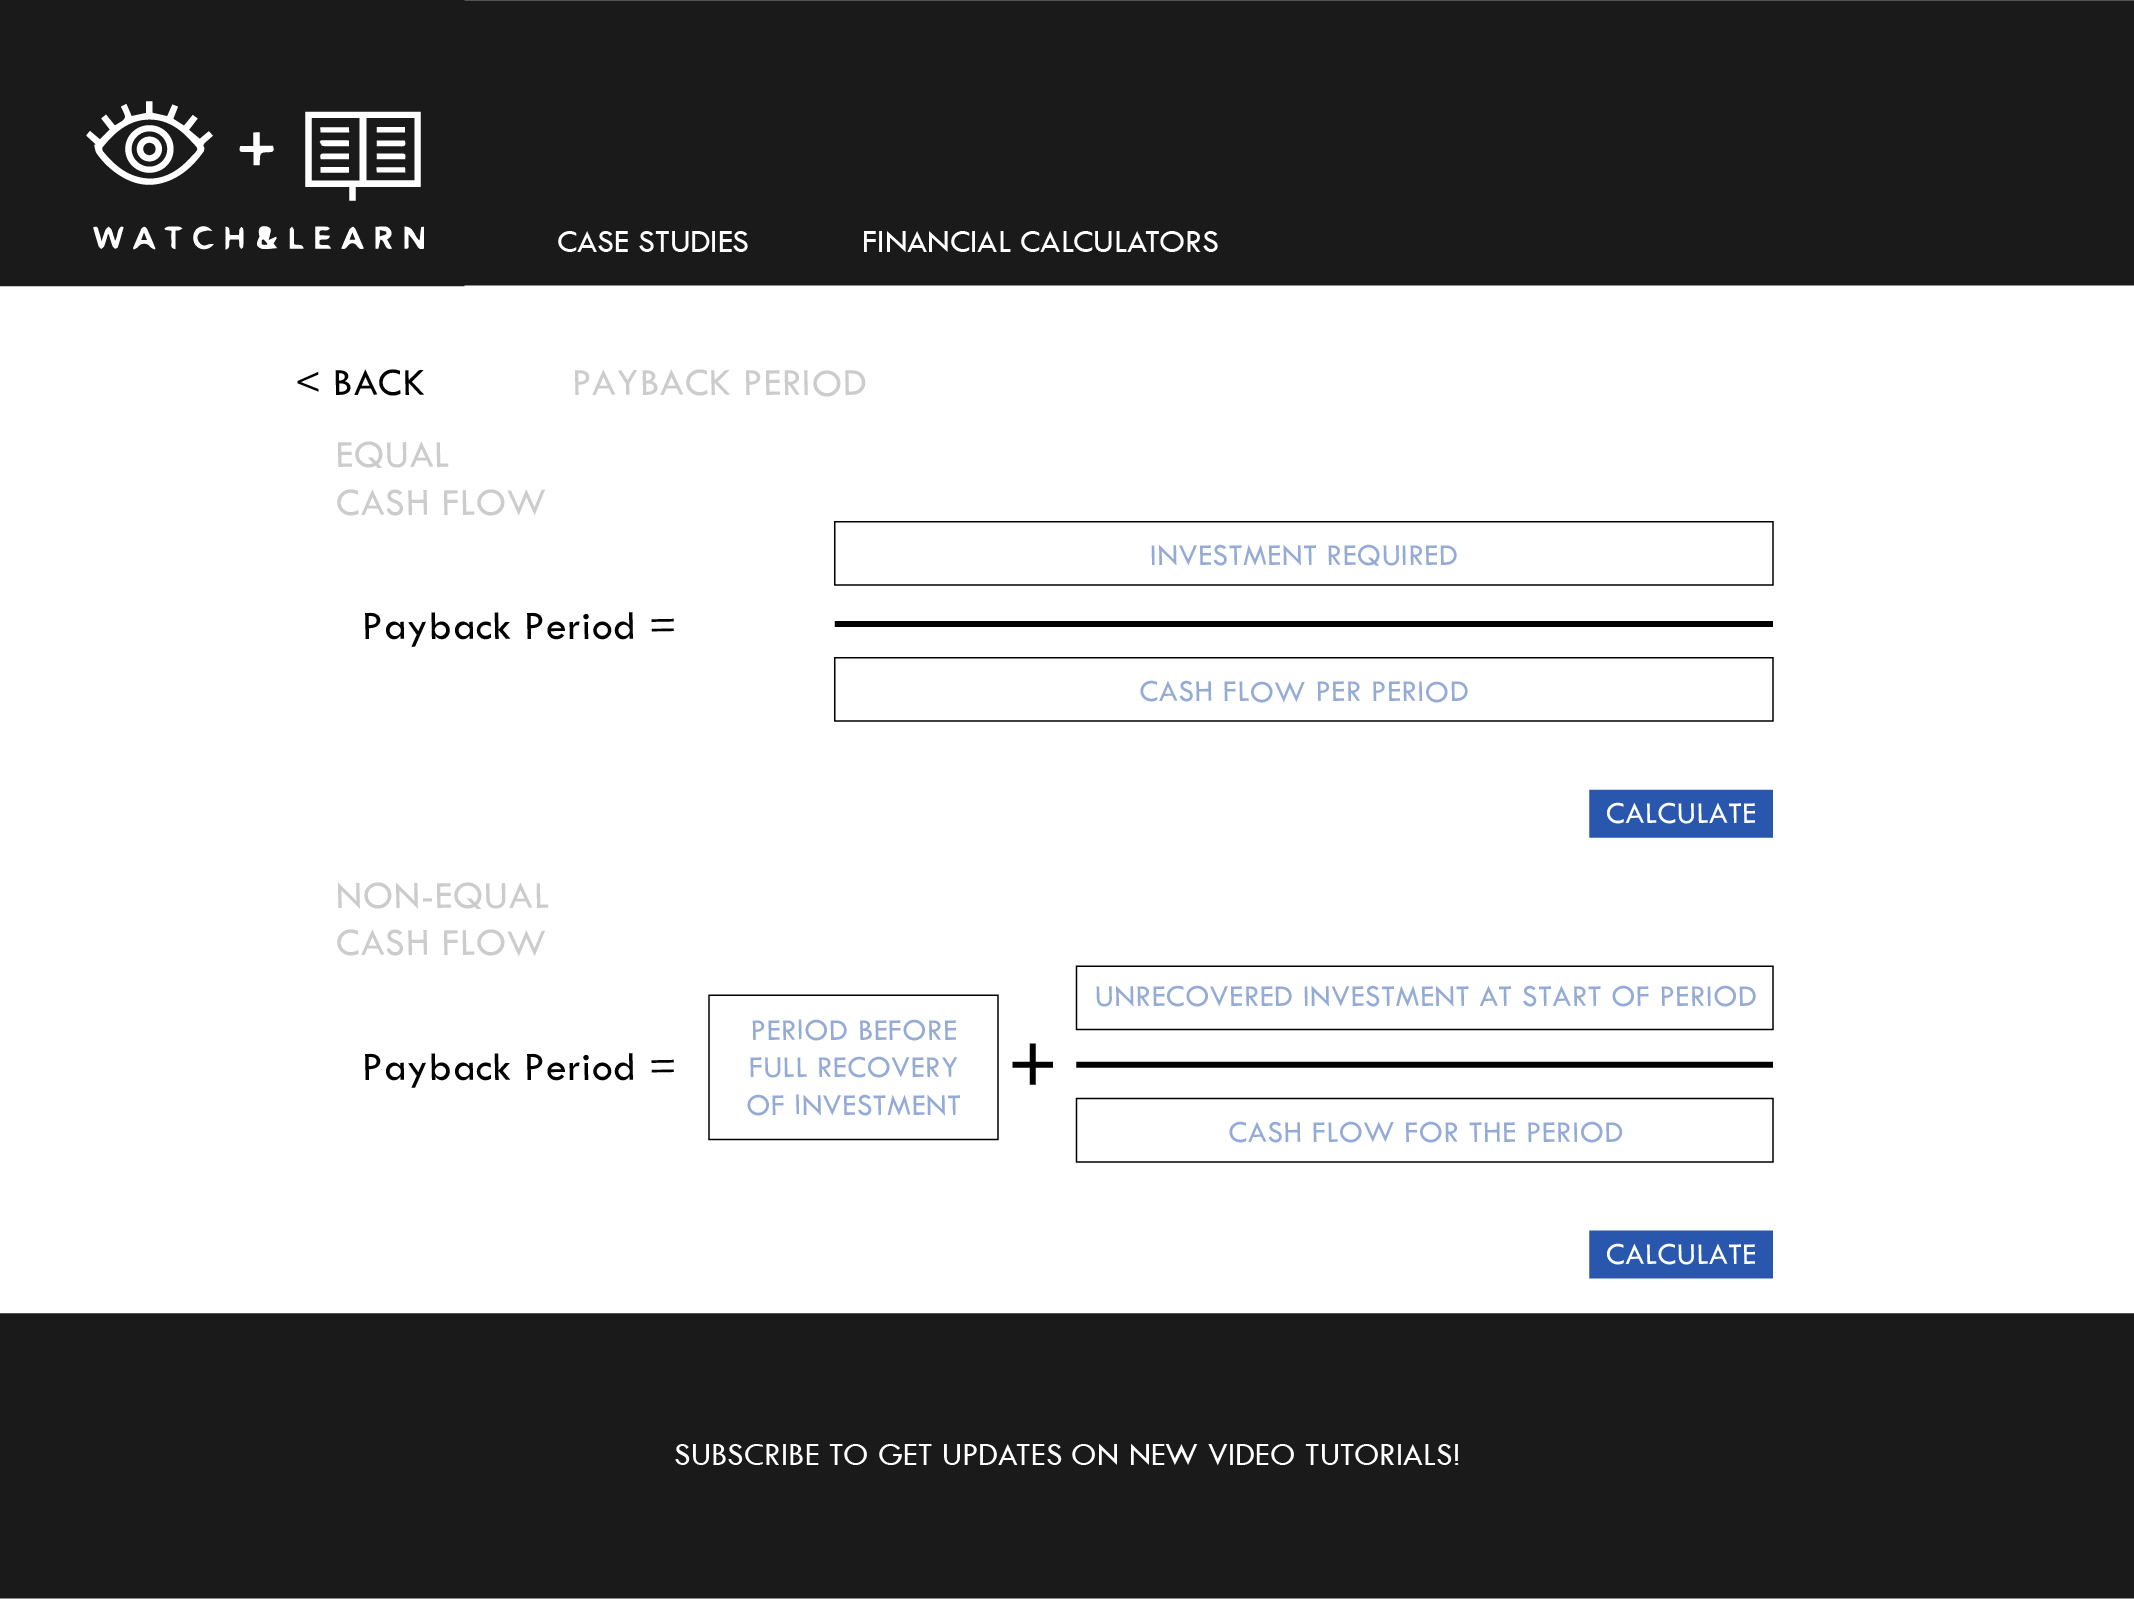 WATCH&LEARN
CASE STUDIES
FINANCIAL CALCULATORS
< BACK
PAYBACK PERIOD
EQUAL
CASH FLOW
INVESTMENT REQUIRED
Payback Period =
CASH FLOW PER PERIOD
CALCULATE
NON-EQUAL
CASH FLOW
Payback Period =
PERIOD BEFORE
FULL RECOVERY
OF INVESTMENT
+
UNRECOVERED INVESTMENT AT START OF PERIOD
CASH FLOW FOR THE PERIOD
CALCULATE
SUBSCRIBE TO GET UPDATES ON NEW VIDEO TUTORIALS!